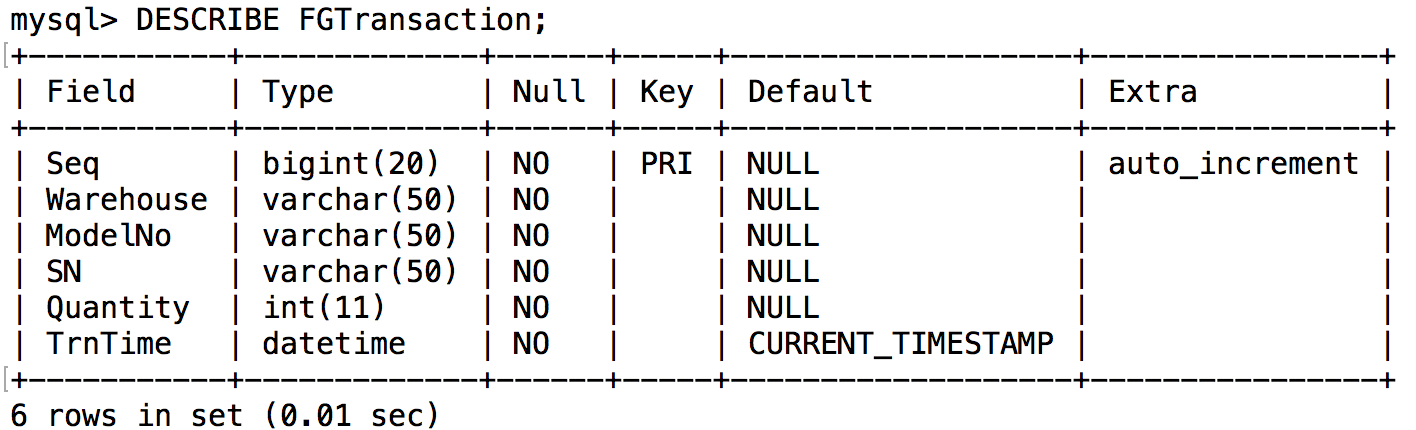 mysql> DESCRIBE FGTransaction;
+-----------+-------------+------+-----+-------------------+----------------+
| Field     | Type        | Null | Key | Default           | Extra          |
+-----------+-------------+------+-----+-------------------+----------------+
| Seq       | bigint(20)  | NO   | PRI | NULL              | auto_increment |
| Warehouse | varchar(50) | NO   |     | NULL              |                |
| ModelNo   | varchar(50) | NO   |     | NULL              |                |
| SN        | varchar(50) | NO   |     | NULL              |                |
| Quantity  | int(11)     | NO   |     | NULL              |                |
| TrnTime   | datetime    | NO   |     | CURRENT_TIMESTAMP |                |
+-----------+-------------+------+-----+-------------------+----------------+
6 rows in set (0.01 sec)